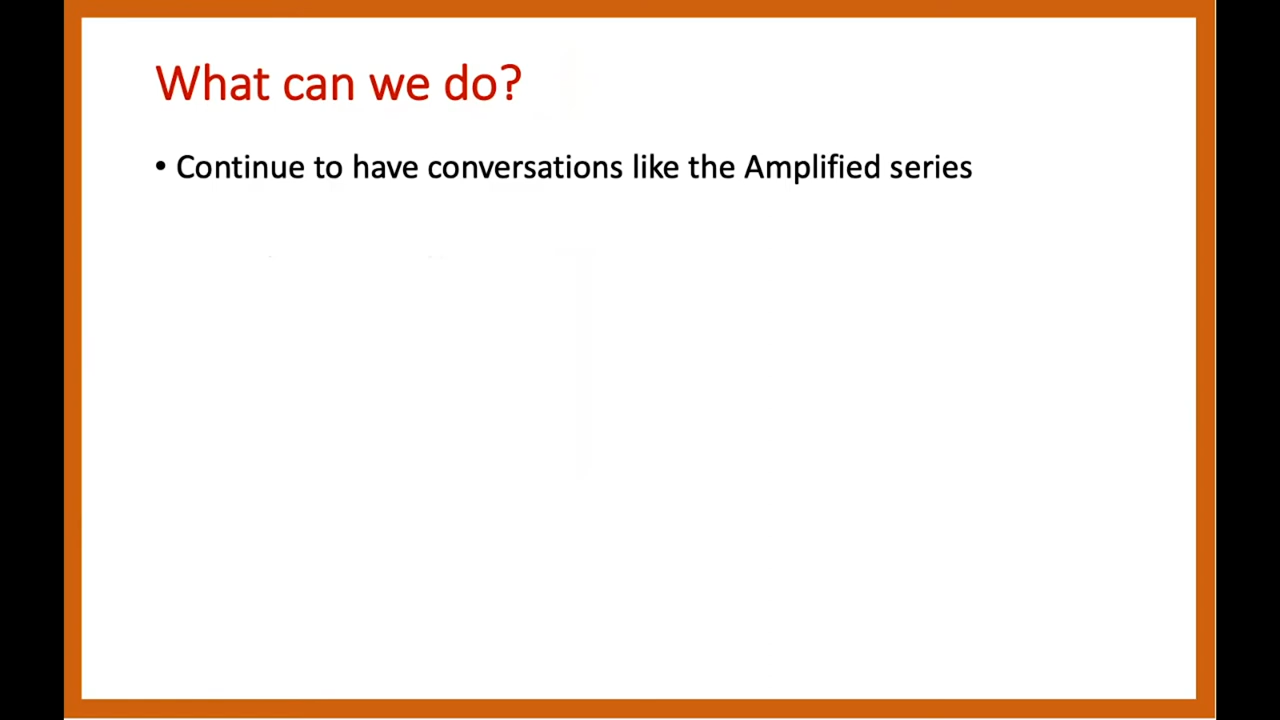 What can we do?
• Continue to have conversations like the Amplified series